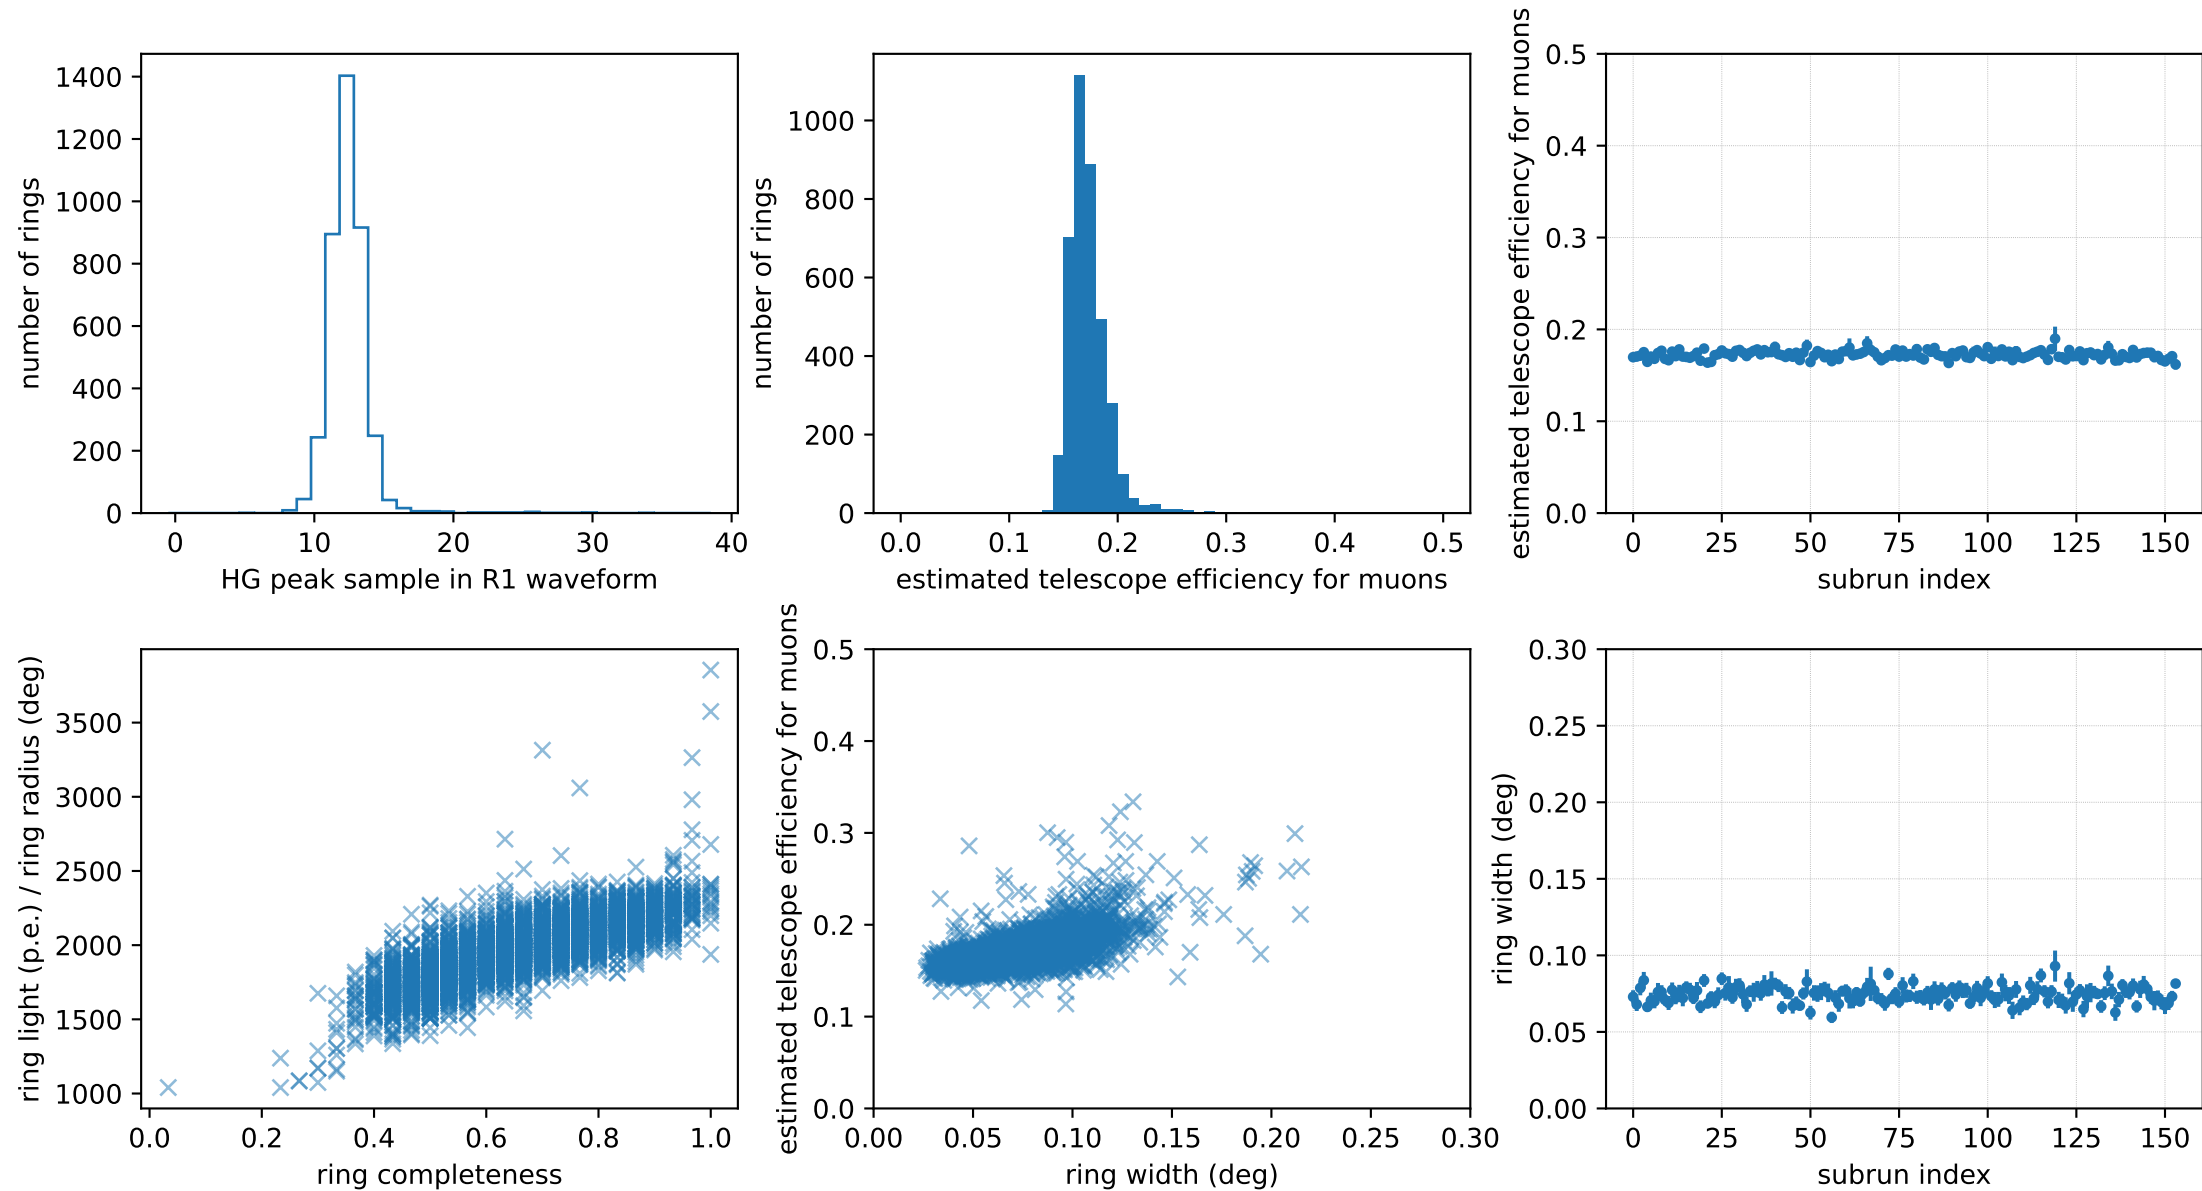 number of rings
1400
1200
1000
800
600
400
200
0
0 10 20 30 40
HG peak sample in R1 waveform
number of rings
1000
800
600
400
200
0
0.0 0.1 0.2 0.3 0.4 0.5
estimated telescope efficiency for muons
estimated telescope efficiency for muons
0.5
0.4
0.3
0.2
0.1
0.0
0 25 50 75 100 125 150
subrun index
ring light (p.e.) / ring radius (deg)
3500
3000
2500
2000
1500
1000
0.0 0.2 0.4 0.6 0.8 1.0
ring completeness
estimated telescope efficiency for muons
0.5
0.4
0.3
0.2
0.1
0.0
0.00 0.05 0.10 0.15 0.20 0.25 0.30
ring width (deg)
ring width (deg)
0.30
0.25
0.20
0.15
0.10
0.05
0.00
0 25 50 75 100 125 150
subrun index